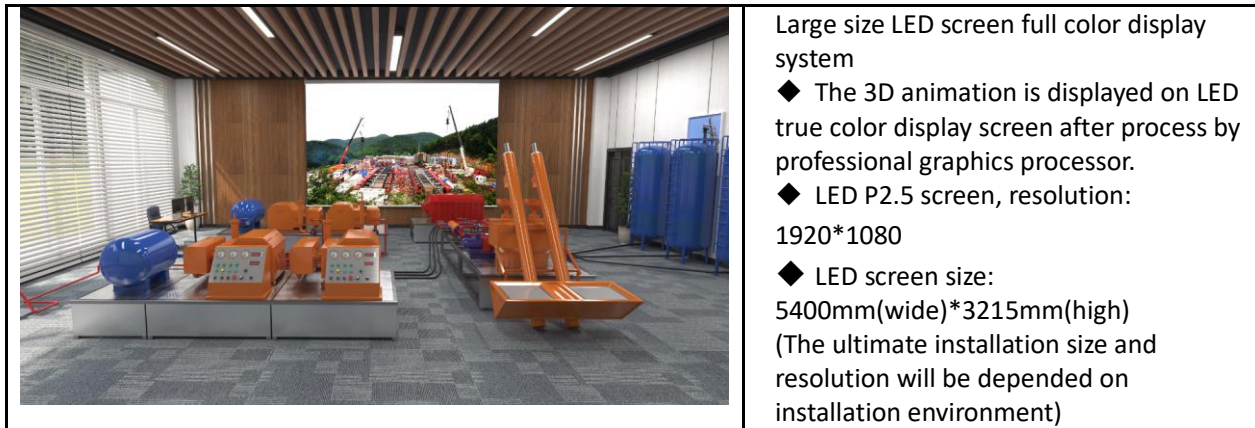 Large size LED screen full color display
system
◆ The 3D animation is displayed on LED
true color display screen after process by
professional graphics processor.
◆ LED P2.5 screen, resolution:
1920*1080
◆ LED screen size:
5400mm(wide)*3215mm(high)
(The ultimate installation size and
resolution will be depended on
installation environment)